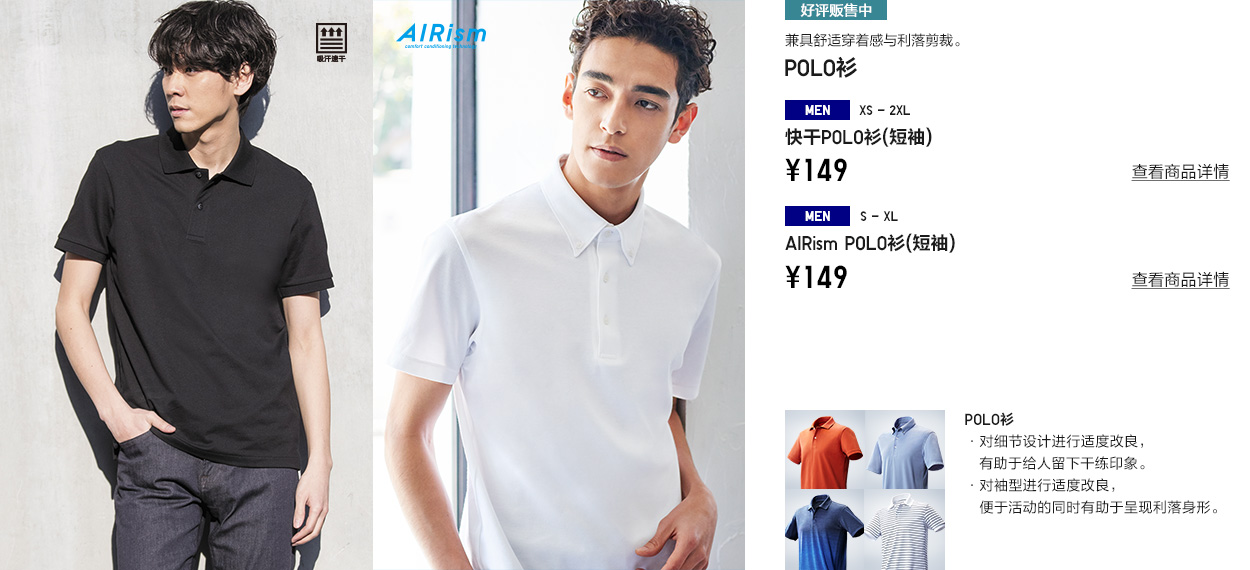 吸汗速干
AIRism
comfort conditioning technology
好评贩售中
兼具舒适穿着感与利落剪裁。
POLO衫
MEN XS - 2XL
快干POLO衫(短袖)
¥149
查看商品详情
MEN S - XL
AIRism POLO衫(短袖)
¥149
查看商品详情
POLO衫
·对细节设计进行适度改良，
有助于给人留下干练印象。
·对袖型进行适度改良，
便于活动的同时有助于呈现利落身形。